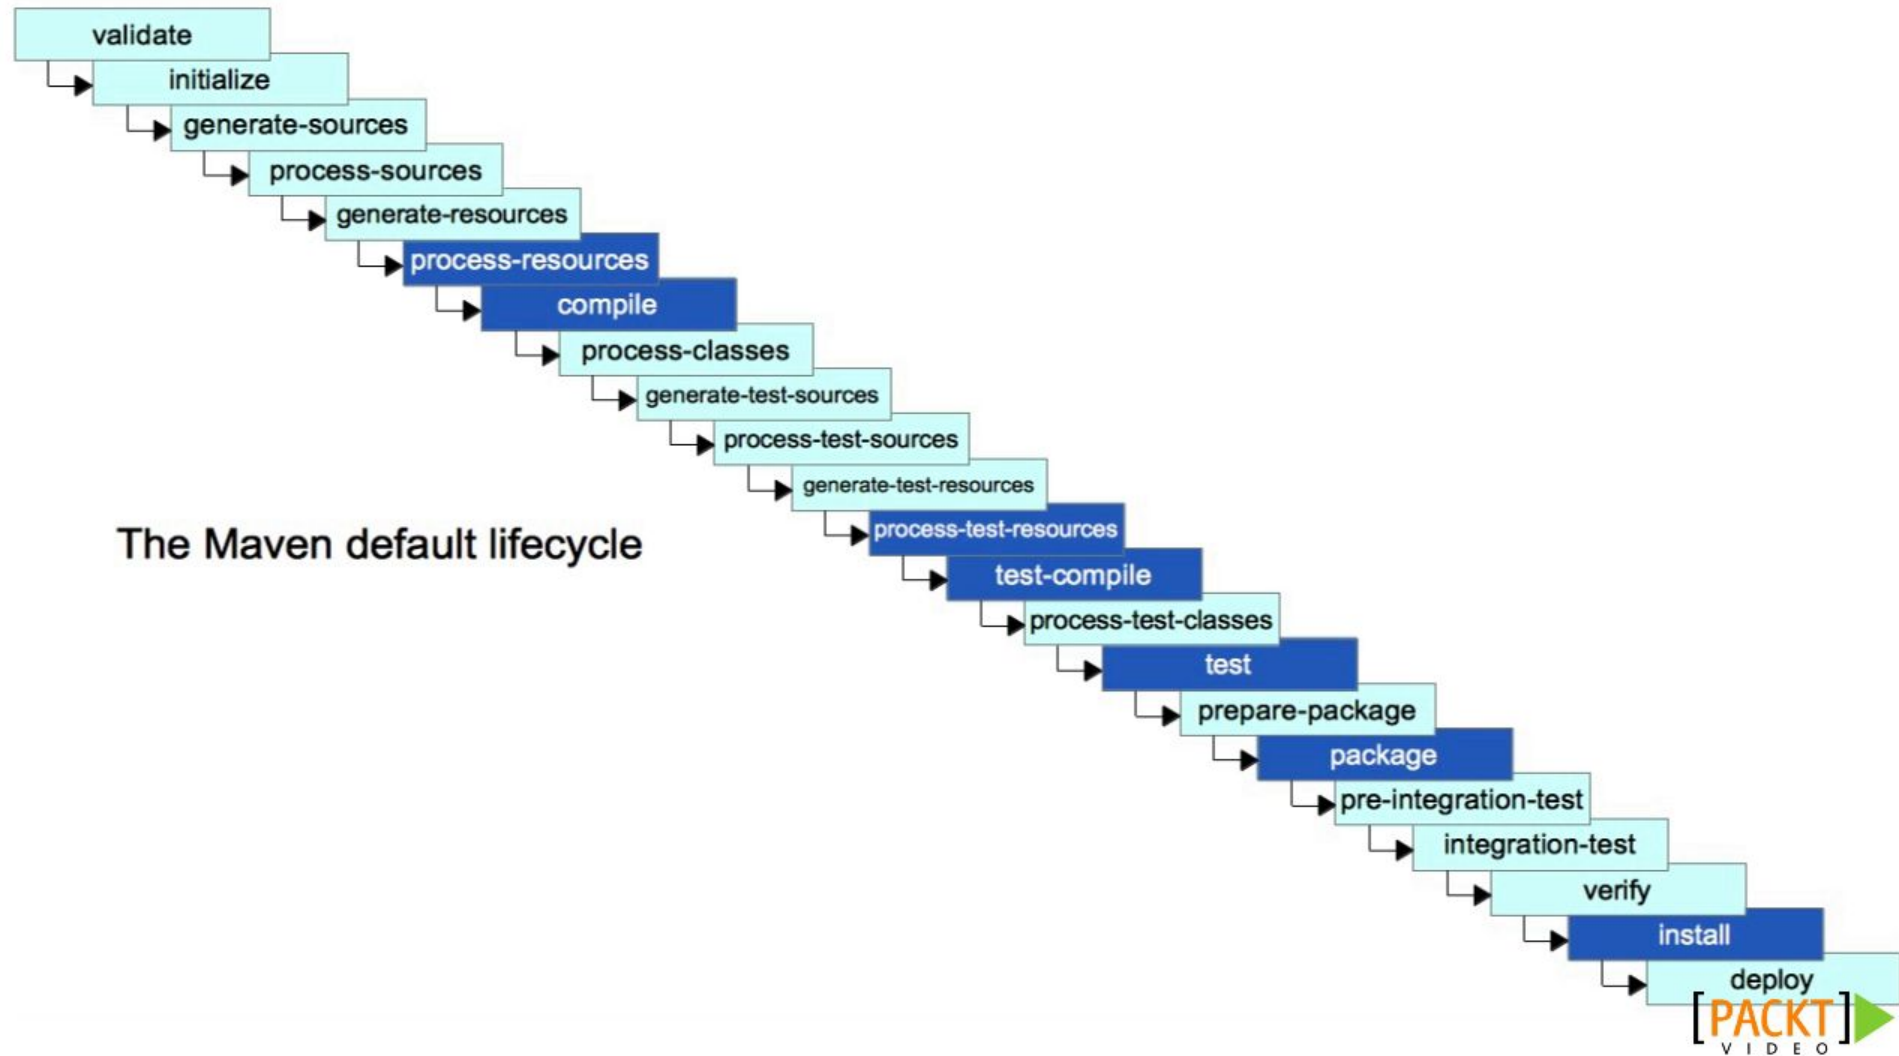 validate
initialize
generate-sources
process-sources
generate-resources
process-resources
compile
process-classes
generate-test-sources
process-test-sources
generate-test-resources
process-test-resources
The Maven default lifecycle
test-compile
process-test-classes
test
prepare-package
package
pre-integration-test
integration-test
verify
install
deploy
[PACKT]
VIDEO